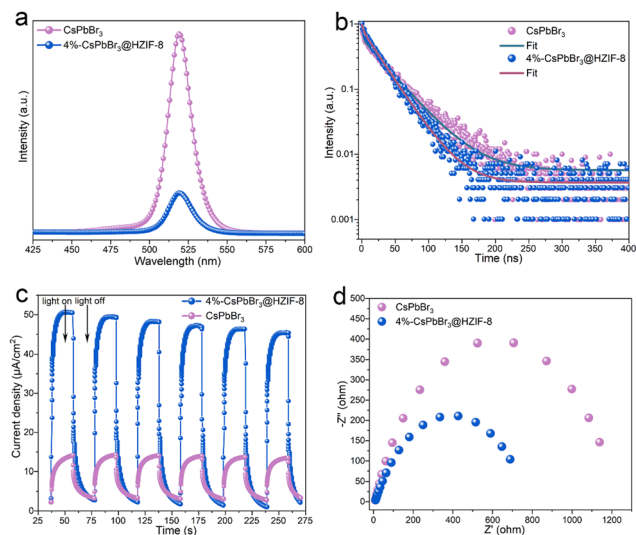 a
CsPbBr3
4%-CsPbBr3@HZIF-8
Intensity (a.u.)
425 450 475 500 525 550 575 600
Wavelength (nm)
b
CsPbBr3
Fit
4%-CsPbBr3@HZIF-8
Fit
Intensity (a.u.)
1
0.1
0.01
0.001
0 50 100 150 200 250 300 350 400
Time (ns)
c
light on light off
4%-CsPbBr3@HZIF-8
CsPbBr3
Current density (μA/cm²)
60
50
40
30
20
10
0
25 50 75 100 125 150 175 200 225 250 275
Time (s)
d
CsPbBr3
4%-CsPbBr3@HZIF-8
-Z'' (ohm)
500
450
400
350
300
250
200
150
100
50
0
0 200 400 600 800 1000 1200
Z' (ohm)